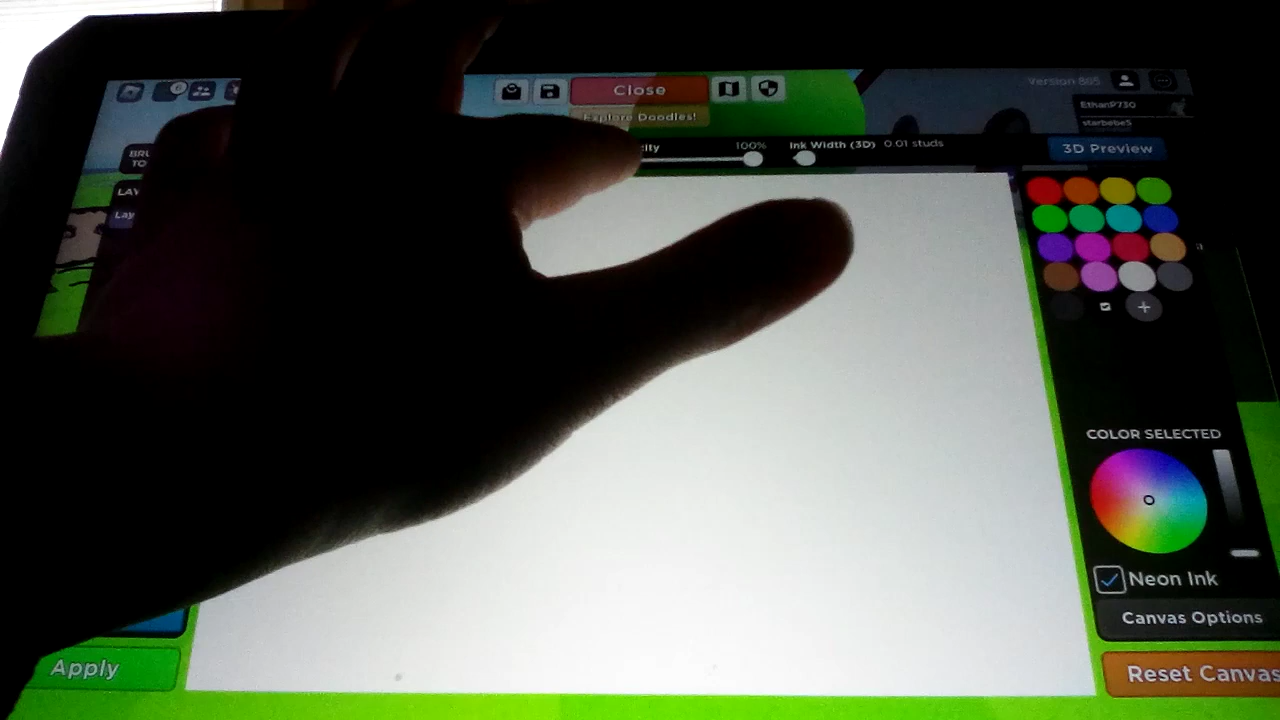 Version 865
Close
EthanP730
Explore Doodles!
starbebe5
100%
Ink Width (3D)
0.01 studs
3D Preview
COLOR SELECTED
Neon Ink
Canvas Options
Apply
Reset Canvas